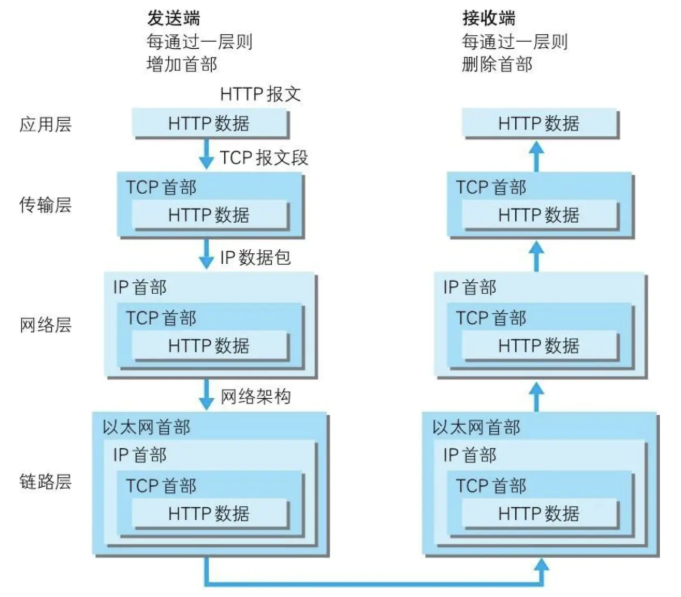 发送端
每通过一层则
增加首部
接收端
每通过一层则
删除首部
HTTP 报文
应用层
HTTP 数据
HTTP 数据
TCP 报文段
传输层
TCP 首部
HTTP 数据
TCP 首部
HTTP 数据
IP 数据包
网络层
IP 首部
TCP 首部
HTTP 数据
IP 首部
TCP 首部
HTTP 数据
网络架构
链路层
以太网首部
IP 首部
TCP 首部
HTTP 数据
以太网首部
IP 首部
TCP 首部
HTTP 数据